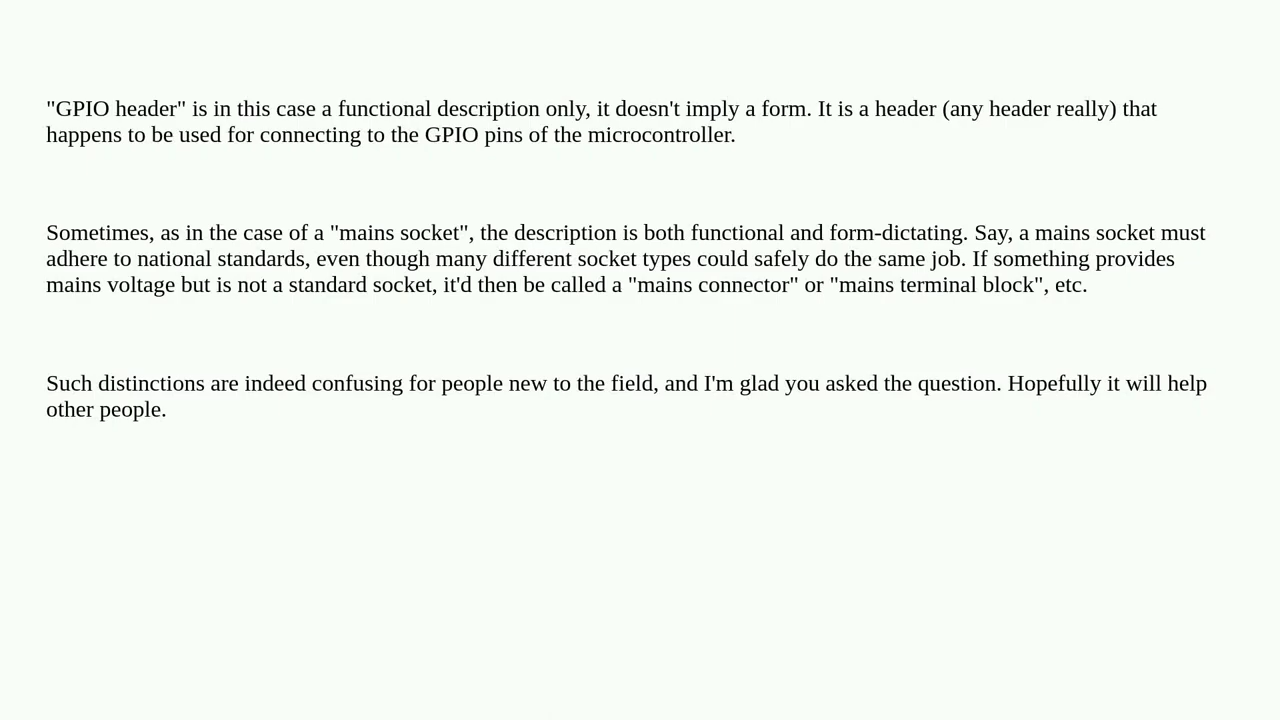 "GPIO header" is in this case a functional description only, it doesn't imply a form. It is a header (any header really) that
happens to be used for connecting to the GPIO pins of the microcontroller.
Sometimes, as in the case of a "mains socket", the description is both functional and form-dictating. Say, a mains socket must
adhere to national standards, even though many different socket types could safely do the same job. If something provides
mains voltage but is not a standard socket, it'd then be called a "mains connector" or "mains terminal block", etc.
Such distinctions are indeed confusing for people new to the field, and I'm glad you asked the question. Hopefully it will help
other people.